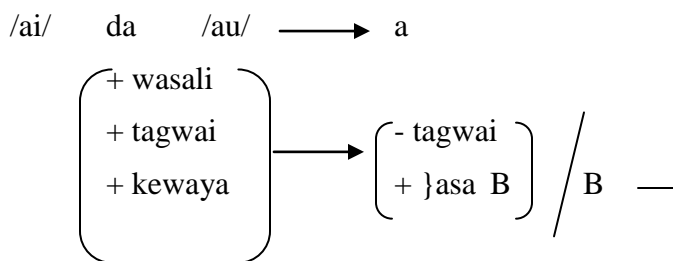 /ai/ da /au/ ⟶ a
+ wasali
+ tagwai - tagwai
+ kewaya + }asa B / B —